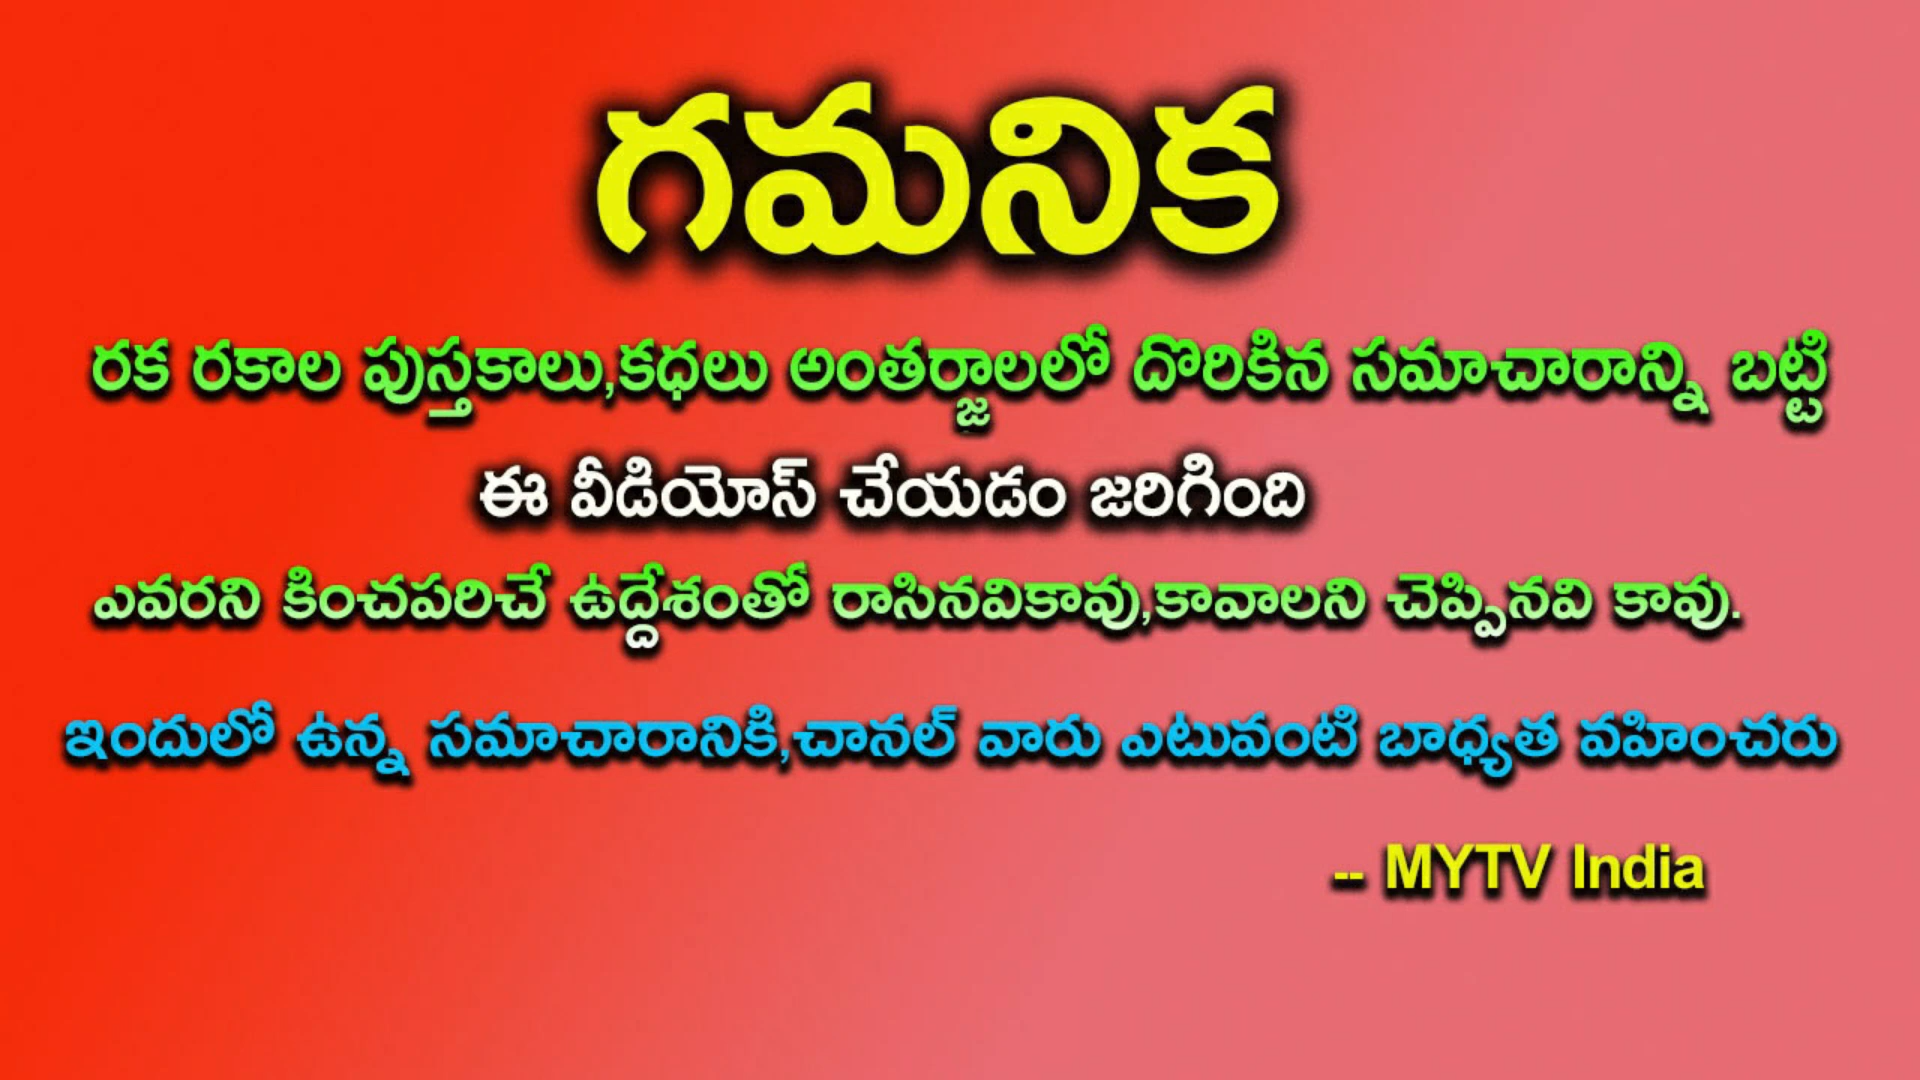 గమనిక
రక రకాల పుస్తకాలు,కధలు అంతర్జాలలో దొరికిన సమాచారాన్ని బట్టి
ఈ వీడియోస్ చేయడం జరిగింది
ఎవరని కించపరిచే ఉద్దేశంతో రాసినవికావు,కావాలని చెప్పినవి కావు.
ఇందులో ఉన్న సమాచారానికి,చానల్ వారు ఎటువంటి బాధ్యత వహించరు
-- MYTV India